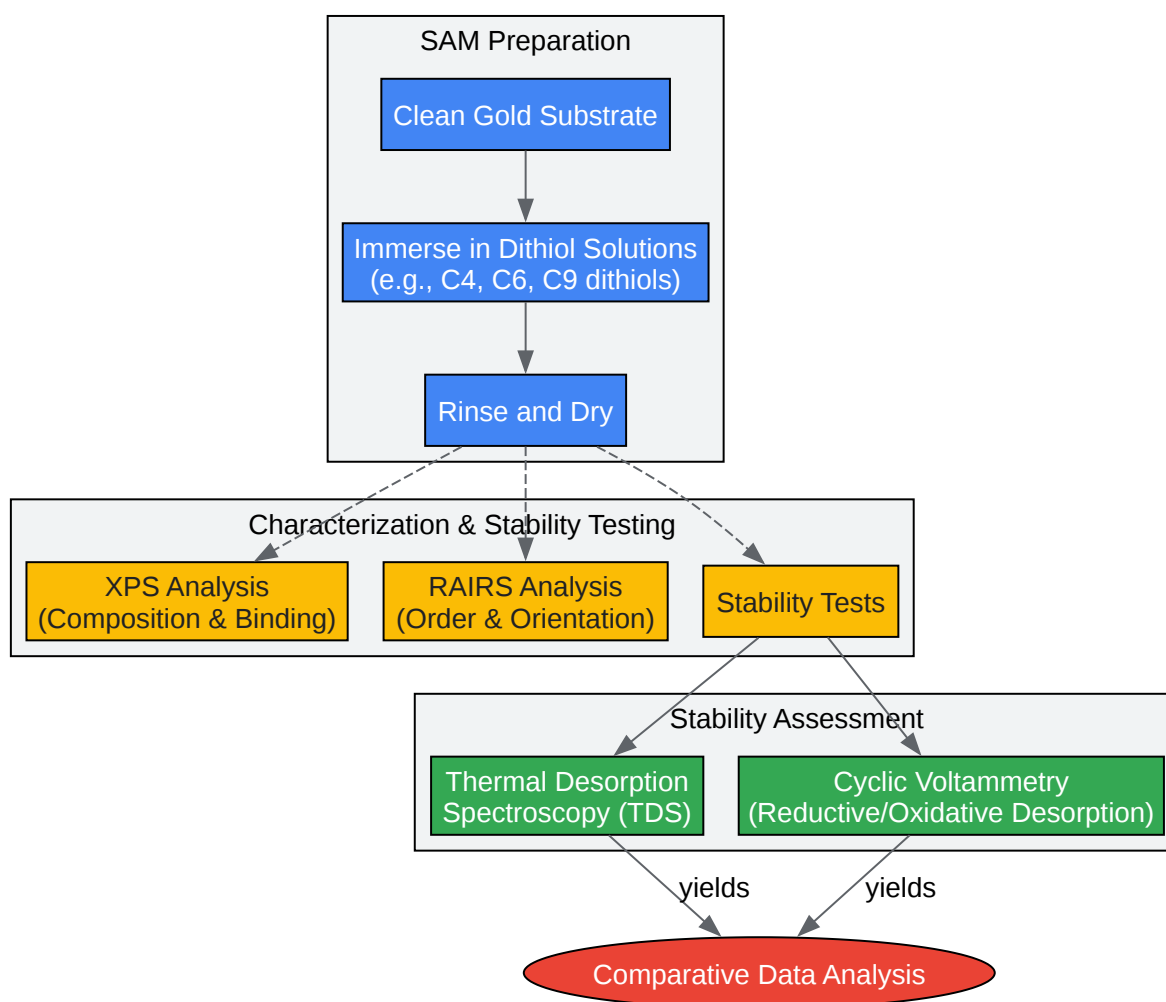 SAM Preparation
Clean Gold Substrate
Immerse in Dithiol Solutions
(e.g., C4, C6, C9 dithiols)
Rinse and Dry
Characterization & Stability Testing
XPS Analysis
(Composition & Binding)
RAIRS Analysis
(Order & Orientation)
Stability Tests
Stability Assessment
Thermal Desorption
Spectroscopy (TDS)
Cyclic Voltammetry
(Reductive/Oxidative Desorption)
yields
yields
Comparative Data Analysis